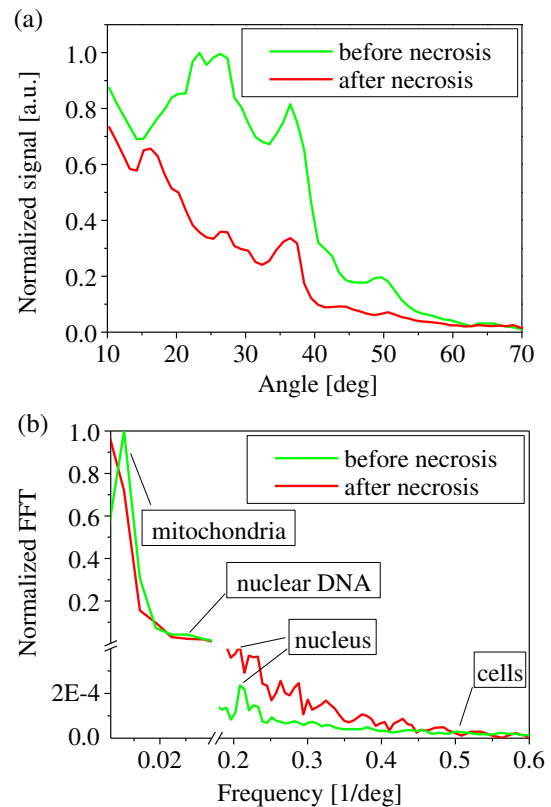 (a)
Normalized signal [a.u.]
1.0
0.8
0.6
0.4
0.2
0.0
before necrosis
after necrosis
10 20 30 40 50 60 70
Angle [deg]
(b)
Normalized FFT
1.0
0.8
0.6
0.4
0.2
2E-4
0.0
before necrosis
after necrosis
mitochondria
nuclear DNA
nucleus
cells
0.02 0.2 0.3 0.4 0.5 0.6
Frequency [1/deg]